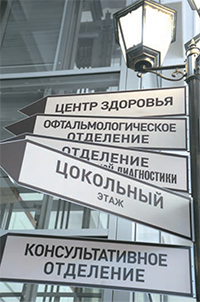 ЦЕНТР ЗДОРОВЬЯ
ОФТАЛЬМОЛОГИЧЕСКОЕ
ОТДЕЛЕНИЕ
ОТДЕЛЕНИЕ
ДИАГНОСТИКИ
ЦОКОЛЬНЫЙ
ЭТАЖ
КОНСУЛЬТАТИВНОЕ
ОТДЕЛЕНИЕ